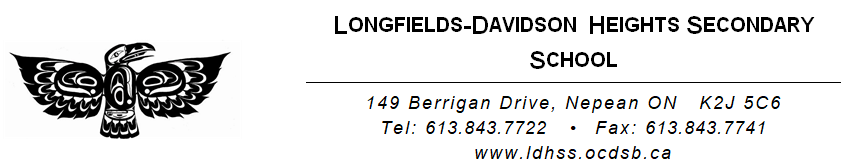 LONGFIELDS-DAVIDSON HEIGHTS SECONDARY
SCHOOL
149 Berrigan Drive, Nepean ON K2J 5C6
Tel: 613.843.7722 • Fax: 613.843.7741
www.ldhss.ocdsb.ca